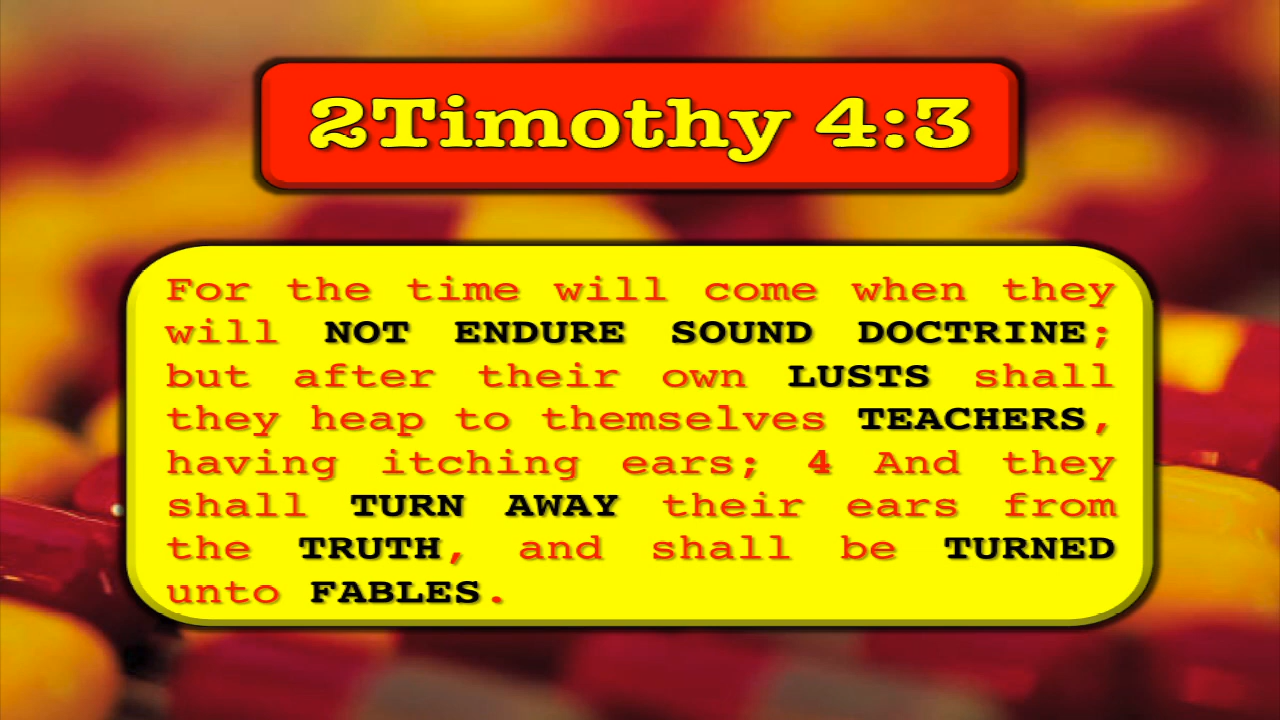 2Timothy 4:3
For the time will come when they
will NOT ENDURE SOUND DOCTRINE;
but after their own LUSTS shall
they heap to themselves TEACHERS,
having itching ears; 4 And they
shall TURN AWAY their ears from
the TRUTH, and shall be TURNED
unto FABLES.